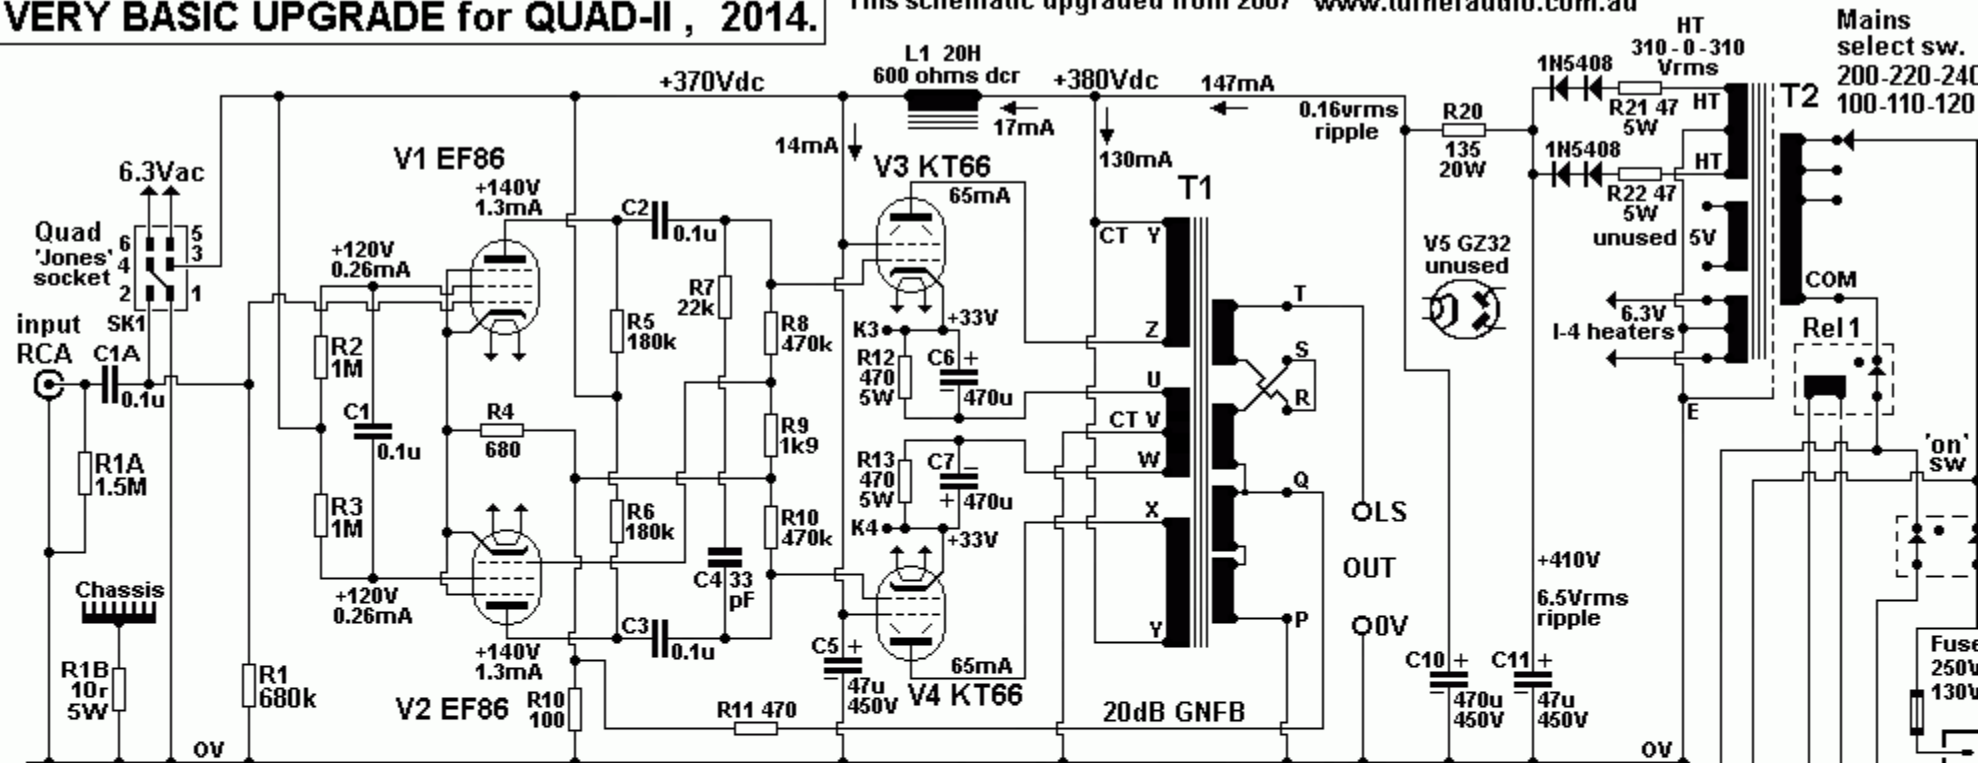 VERY BASIC UPGRADE for QUAD-II , 2014.
This schematic upgraded from 2007 www.turneraudio.com.au
HT
310-0-310
Vrms
Mains
select sw.
200-220-240
100-110-120
L1 20H
600 ohms dcr
+370Vdc
+380Vdc
147mA
17mA
14mA
130mA
0.16vrms
ripple
R20
135
20W
1N5408
R21 47
5W
HT
1N5408
HT
R22 47
5W
T2
unused 5V
6.3V
I-4 heaters
COM
Rel1
E
'on'
sw
6.3Vac
Quad
'Jones'
socket
6
5
4
3
2
1
SK1
input
RCA
C1A
0.1u
R1A
1.5M
Chassis
R1B
10r
5W
R1
680k
0V
V1 EF86
+140V
1.3mA
+120V
0.26mA
R2
1M
C1
0.1u
R3
1M
R4
680
+120V
0.26mA
+140V
1.3mA
V2 EF86
C2
0.1u
R7
22k
R5
180k
R8
470k
R9
1k9
R6
180k
R10
470k
C4 33
pF
C3
0.1u
R10
100
R11 470
V3 KT66
65mA
K3
+33V
R12
470
5W
C6 +
470u
R13
470
5W
C7
+
470u
K4
+33V
C5 +
47u
450V
65mA
V4 KT66
T1
CT Y
Z
U
CT V
W
X
Y
T
S
R
Q
P
20dB GNFB
LS
OUT
0V
V5 GZ32
unused
+410V
6.5Vrms
ripple
C10 +
470u
450V
C11 +
47u
450V
0V
Fuse
250V
130V